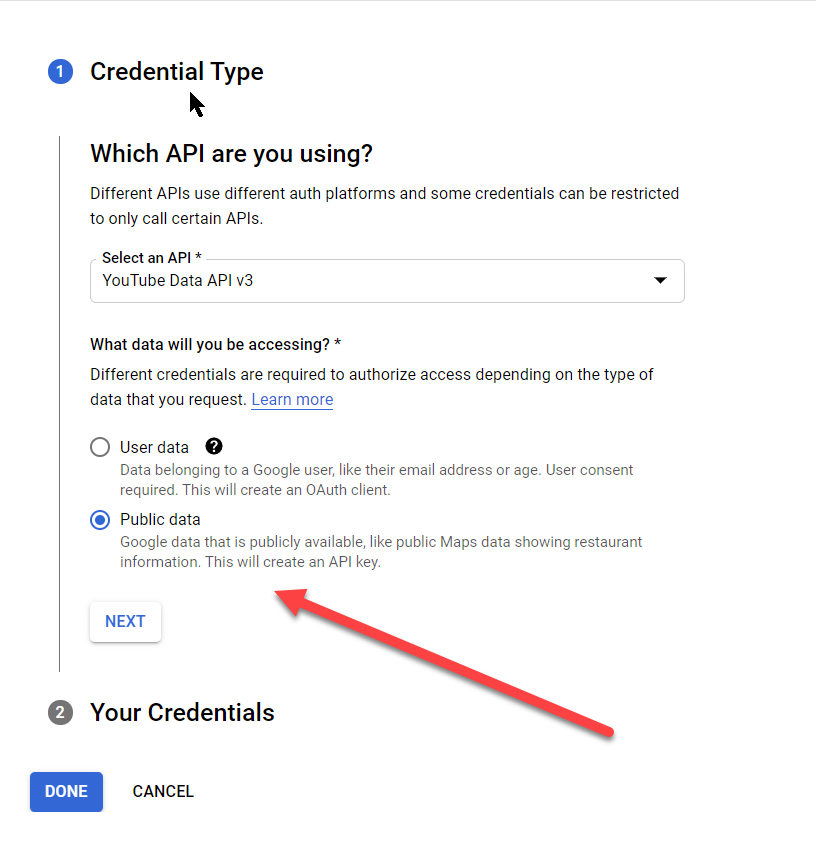 1 Credential Type
Which API are you using?
Different APIs use different auth platforms and some credentials can be restricted
to only call certain APIs.
Select an API *
YouTube Data API v3
What data will you be accessing? *
Different credentials are required to authorize access depending on the type of
data that you request. Learn more
User data ?
Data belonging to a Google user, like their email address or age. User consent
required. This will create an OAuth client.
Public data
Google data that is publicly available, like public Maps data showing restaurant
information. This will create an API key.
NEXT
2 Your Credentials
DONE CANCEL